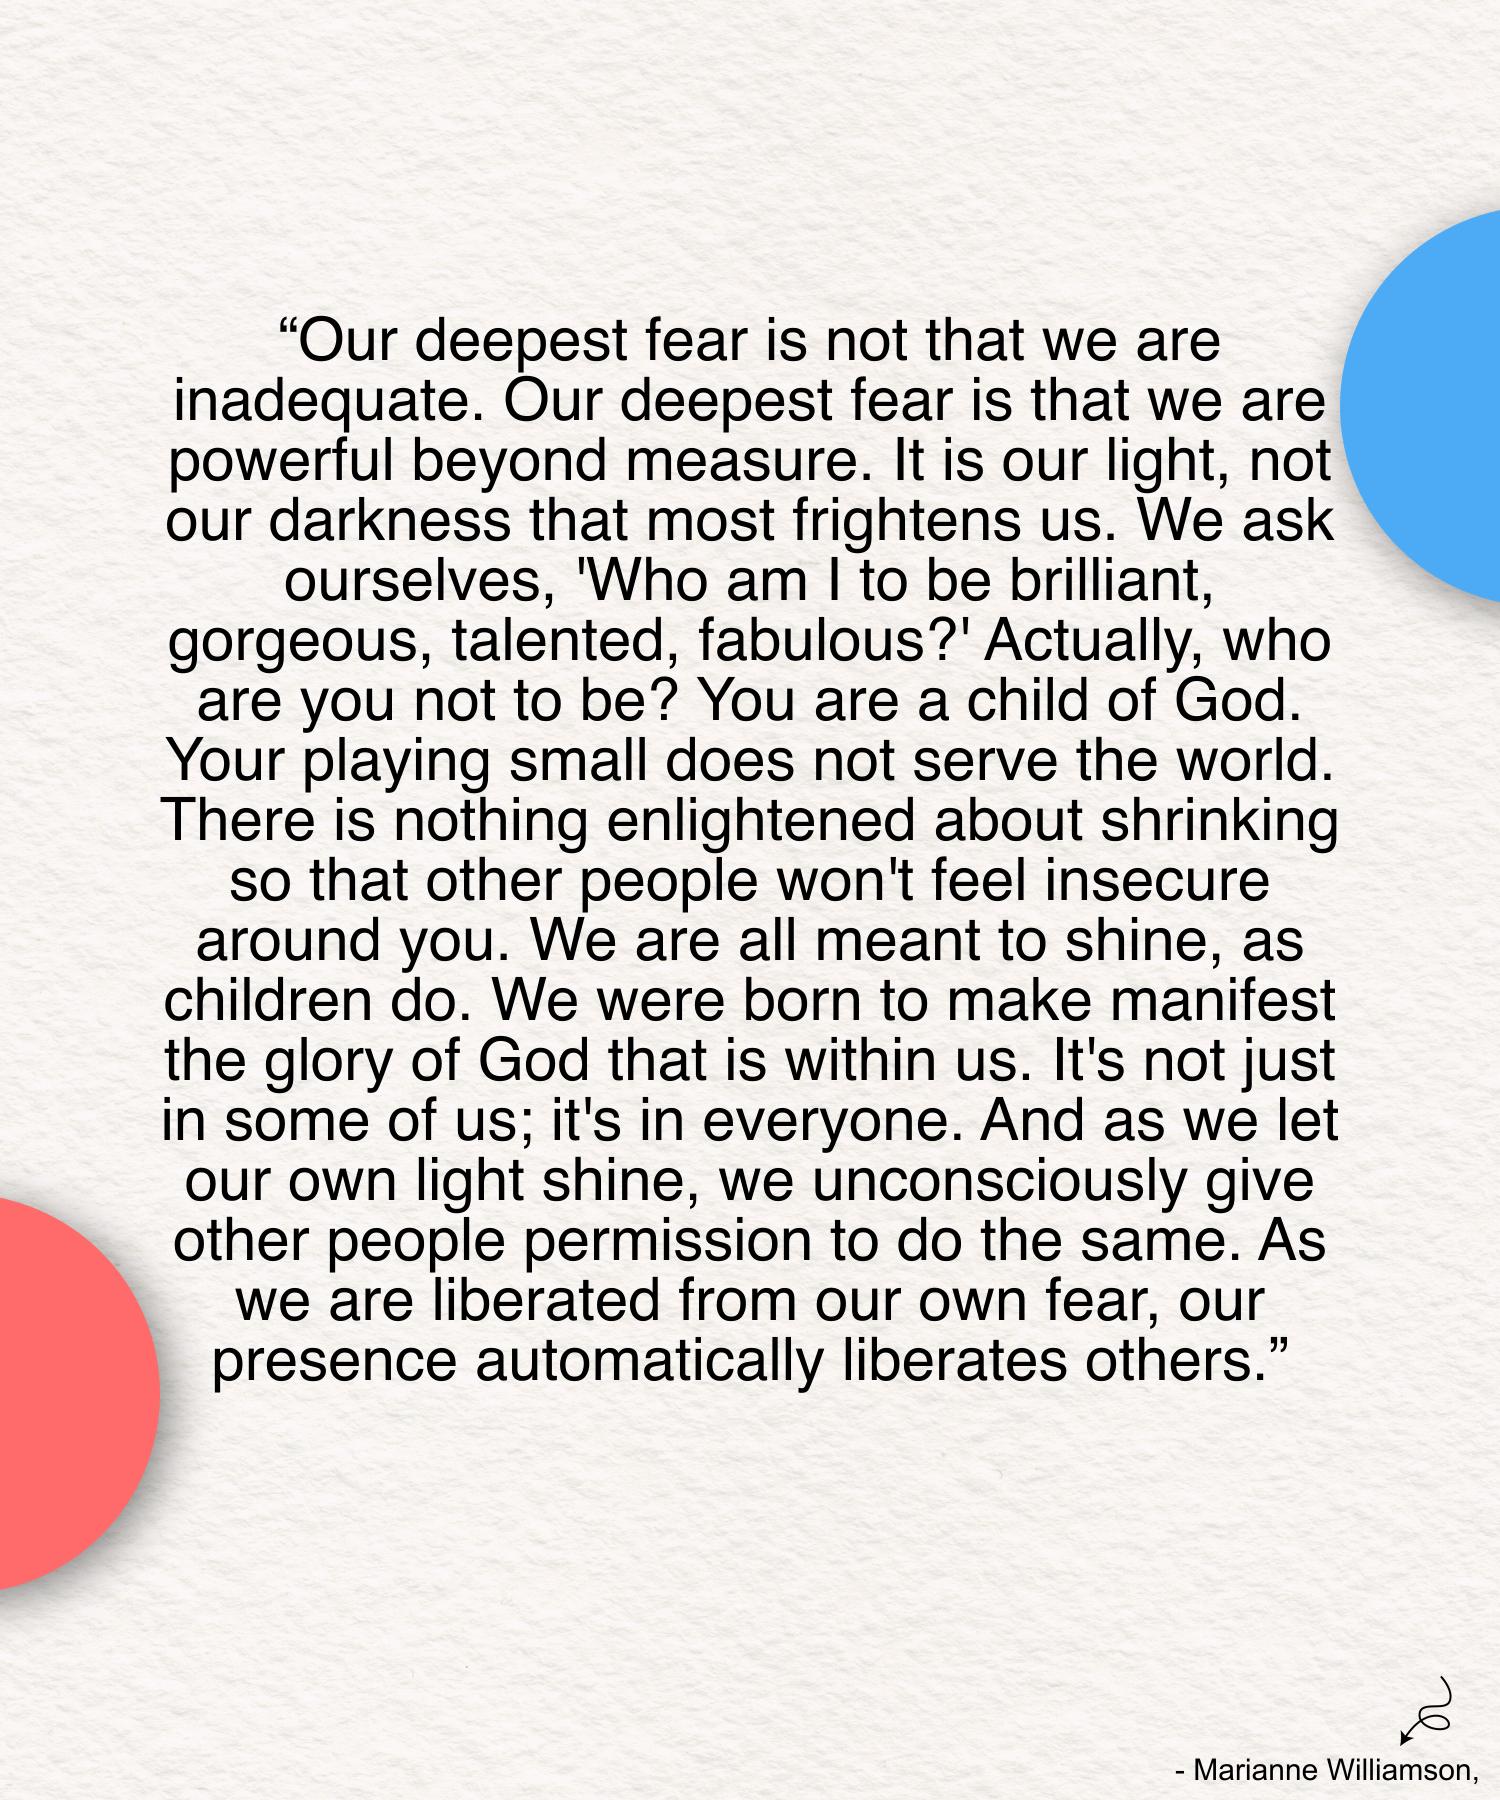 “Our deepest fear is not that we are
inadequate. Our deepest fear is that we are
powerful beyond measure. It is our light, not
our darkness that most frightens us. We ask
ourselves, 'Who am I to be brilliant,
gorgeous, talented, fabulous?' Actually, who
are you not to be? You are a child of God.
Your playing small does not serve the world.
There is nothing enlightened about shrinking
so that other people won't feel insecure
around you. We are all meant to shine, as
children do. We were born to make manifest
the glory of God that is within us. It's not just
in some of us; it's in everyone. And as we let
our own light shine, we unconsciously give
other people permission to do the same. As
we are liberated from our own fear, our
presence automatically liberates others.”
- Marianne Williamson,